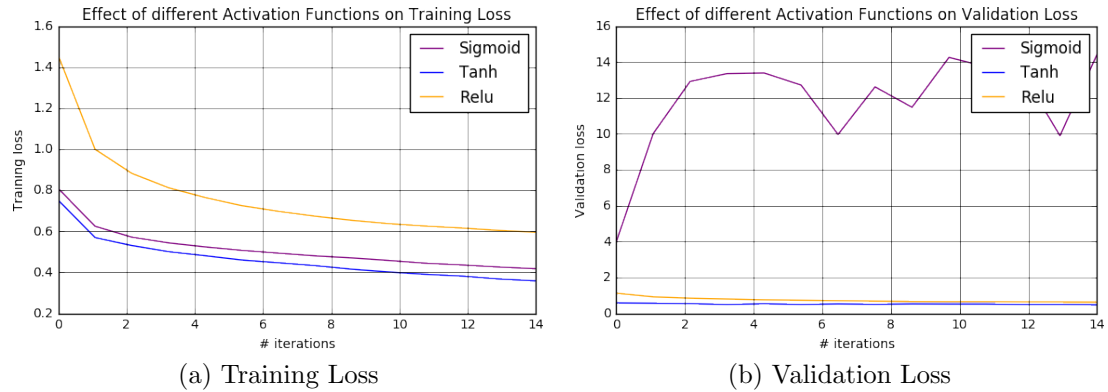 Effect of different Activation Functions on Training Loss
1.6
1.4
1.2
1.0
0.8
0.6
0.4
0.2
Training loss
Sigmoid
Tanh
Relu
0 2 4 6 8 10 12 14
# iterations
(a) Training Loss
Effect of different Activation Functions on Validation Loss
16
14
12
10
8
6
4
2
0
Validation loss
Sigmoid
Tanh
Relu
0 2 4 6 8 10 12 14
# iterations
(b) Validation Loss